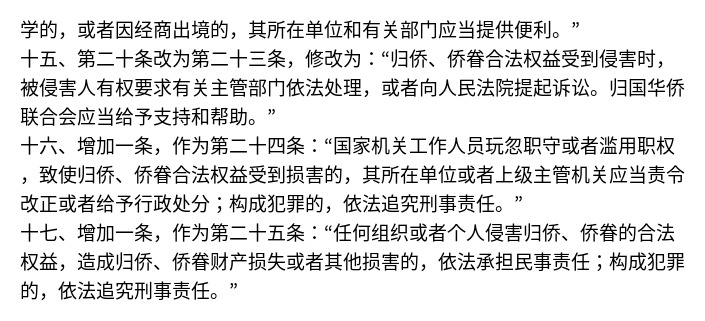 学的，或者因经商出境的，其所在单位和有关部门应当提供便利。”
十五、第二十条改为第二十三条，修改为：“归侨、侨眷合法权益受到侵害时，
被侵害人有权要求有关主管部门依法处理，或者向人民法院提起诉讼。归国华侨
联合会应当给予支持和帮助。”
十六、增加一条，作为第二十四条：“国家机关工作人员玩忽职守或者滥用职权
，致使归侨、侨眷合法权益受到损害的，其所在单位或者上级主管机关应当责令
改正或者给予行政处分；构成犯罪的，依法追究刑事责任。”
十七、增加一条，作为第二十五条：“任何组织或者个人侵害归侨、侨眷的合法
权益，造成归侨、侨眷财产损失或者其他损害的，依法承担民事责任；构成犯罪
的，依法追究刑事责任。”